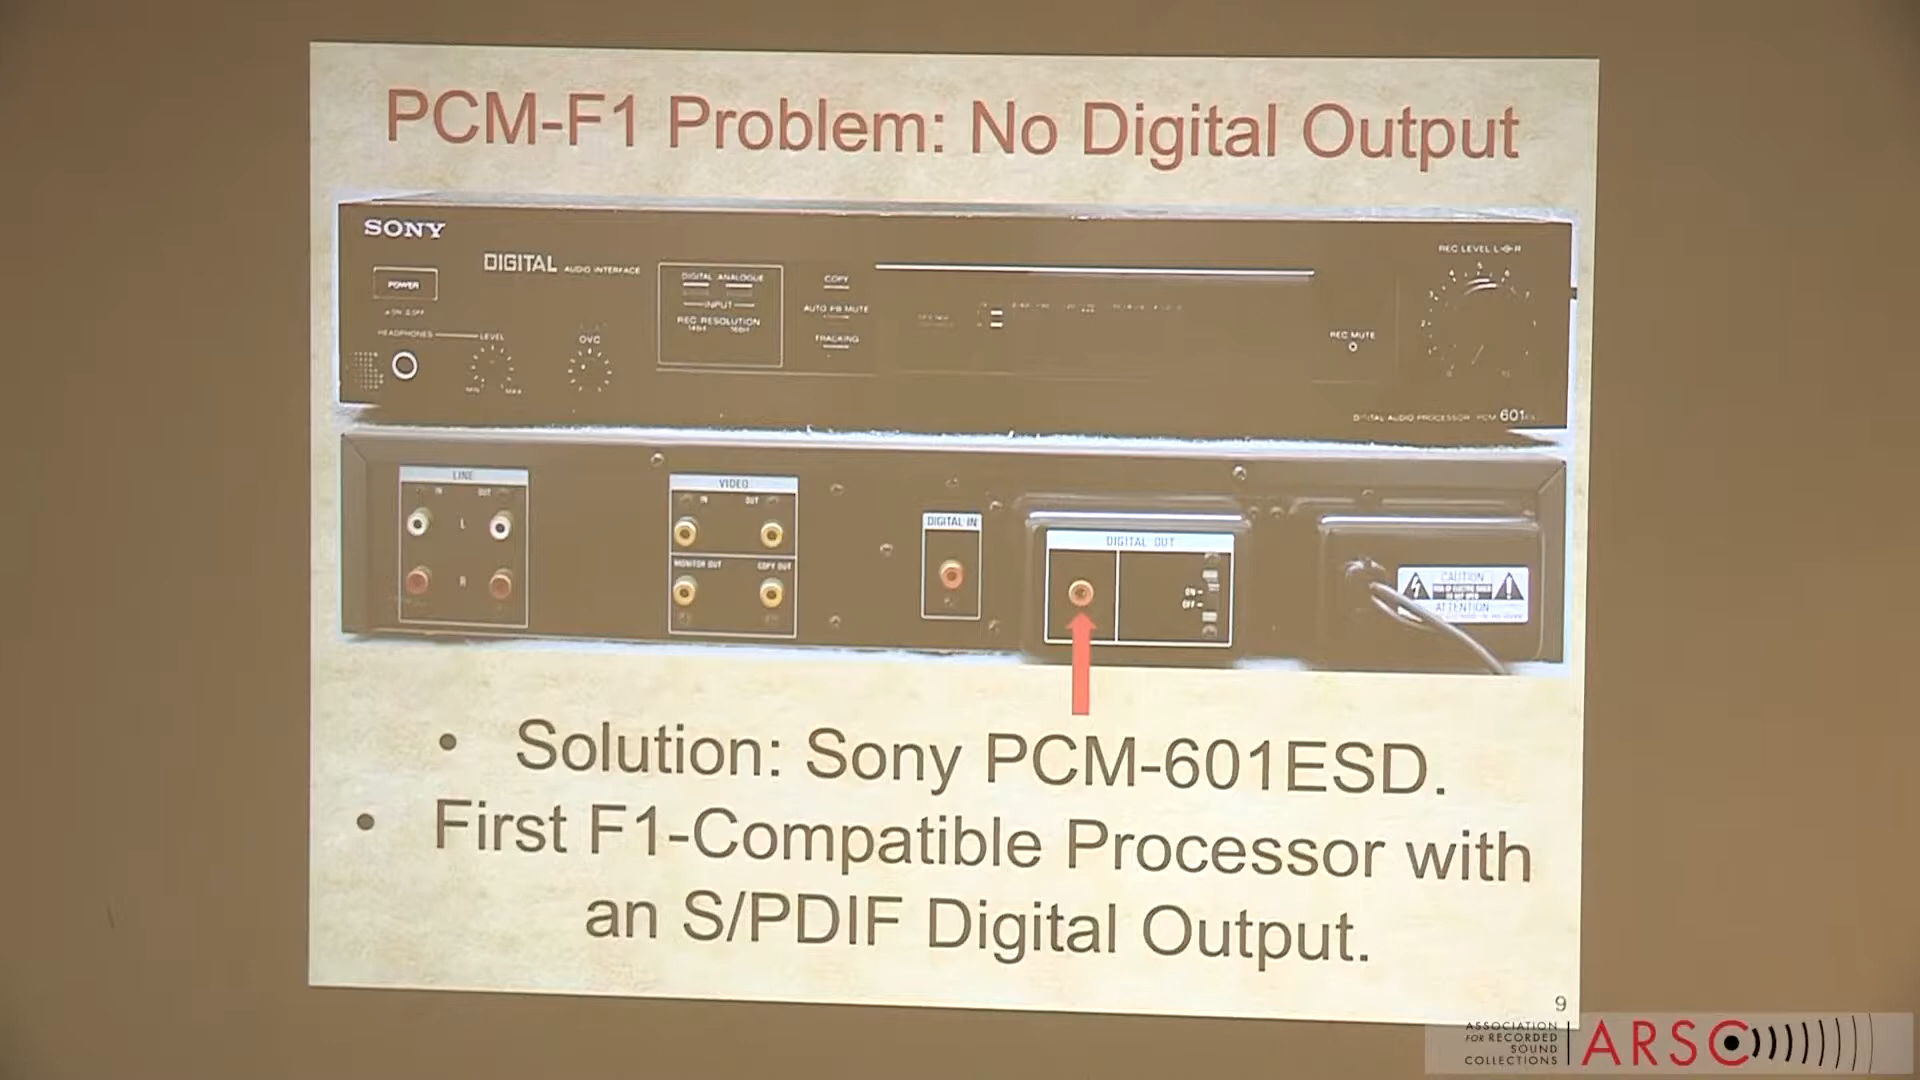 PCM-F1 Problem: No Digital Output
SONY
DIGITAL AUDIO INTERFACE
POWER
HEADPHONES
LEVEL
MIN
MAX
DVC
DIGITAL ANALOGUE
INPUT
REC RESOLUTION
COPY
AUTO PB MUTE
TRACKING
REC MUTE
REC LEVEL L R
DIGITAL AUDIO PROCESSOR PCM 601
LINE
IN OUT
L
R
VIDEO
IN OUT
MONITOR OUT COPY OUT
DIGITAL IN
DIGITAL OUT
ON
OFF
CAUTION
ATTENTION
• Solution: Sony PCM-601ESD.
• First F1-Compatible Processor with
an S/PDIF Digital Output.
9
ASSOCIATION
FOR RECORDED
SOUND
COLLECTIONS
ARSC